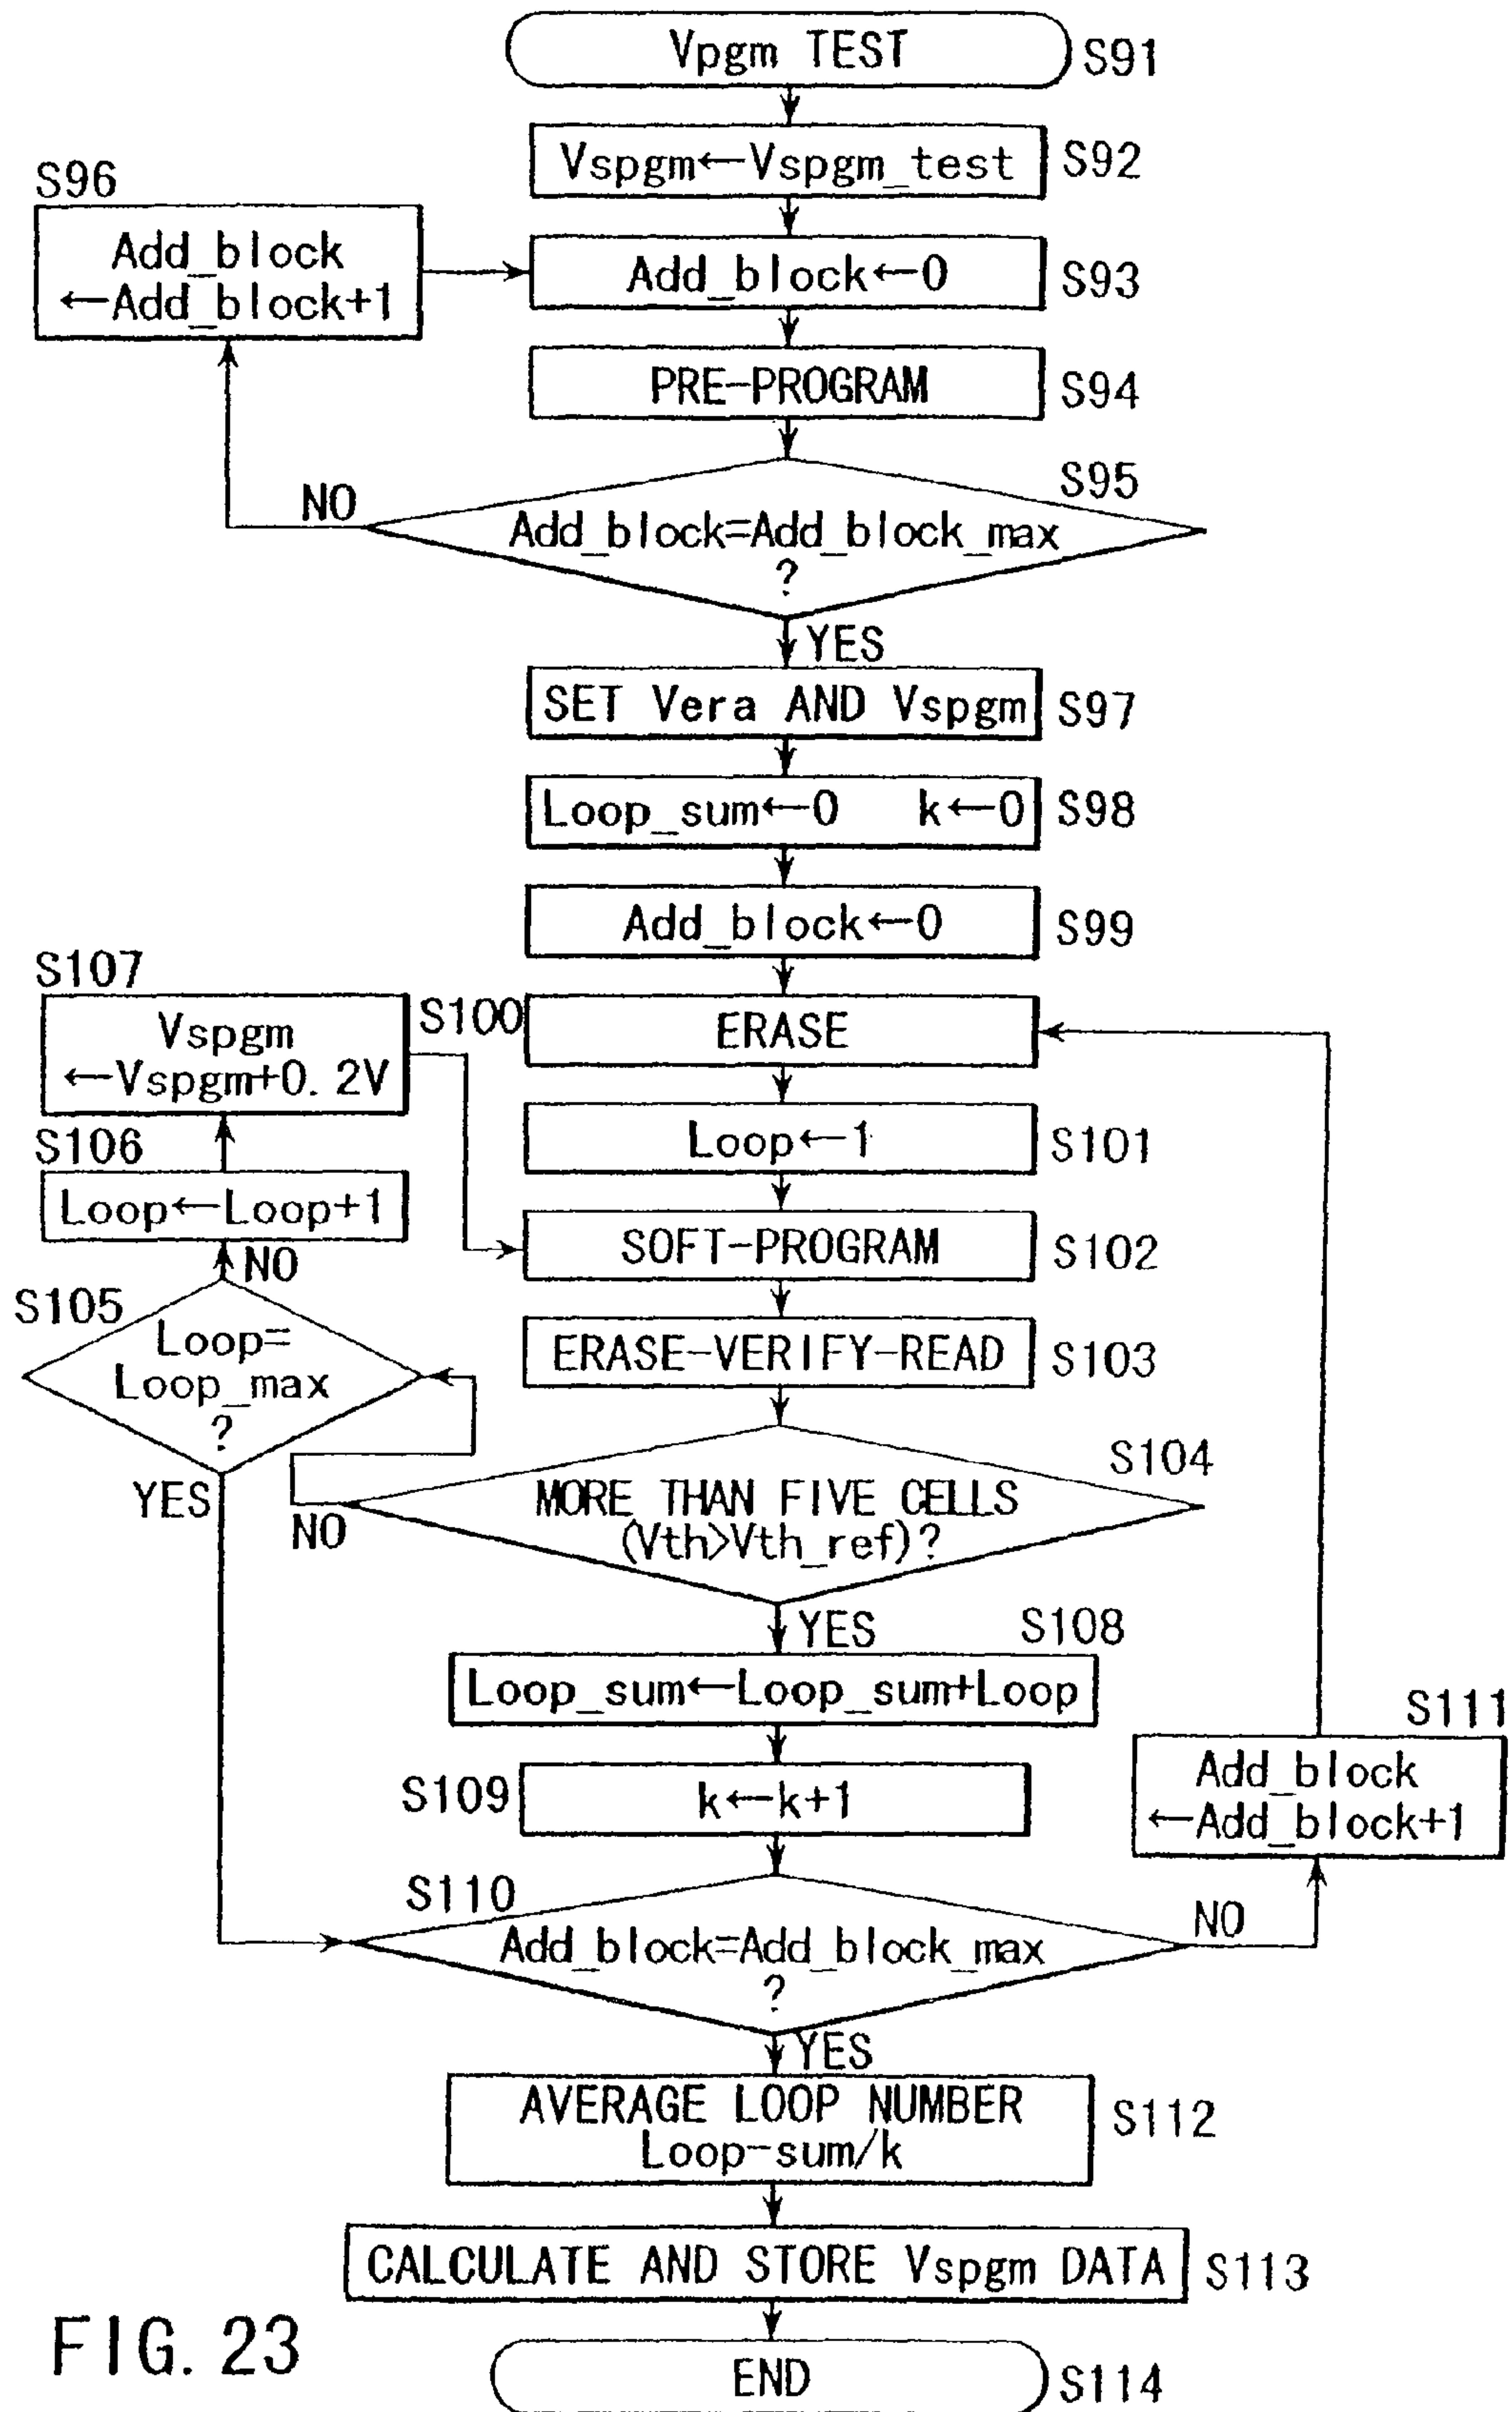 Vpgm TEST
S91
Vspgm←Vspgm_test
S92
S96
Add_block
←Add_block+1
Add_block←0
S93
PRE-PROGRAM
S94
S95
NO
Add_block=Add_block_max
?
YES
SET Vera AND Vspgm
S97
Loop_sum←0 k←0
S98
Add_block←0
S99
S107
Vspgm
←Vspgm+0.2V
S100
ERASE
Loop←1
S101
S106
Loop←Loop+1
SOFT-PROGRAM
S102
NO
S105
Loop=
Loop_max
?
YES
ERASE-VERIFY-READ
S103
S104
MORE THAN FIVE CELLS
(Vth>Vth_ref)?
NO
YES
S108
Loop_sum←Loop_sum+Loop
S111
Add_block
←Add_block+1
S109
k←k+1
S110
Add_block=Add_block_max
?
NO
YES
AVERAGE LOOP NUMBER
Loop-sum/k
S112
CALCULATE AND STORE Vspgm DATA
S113
END
S114
FIG. 23